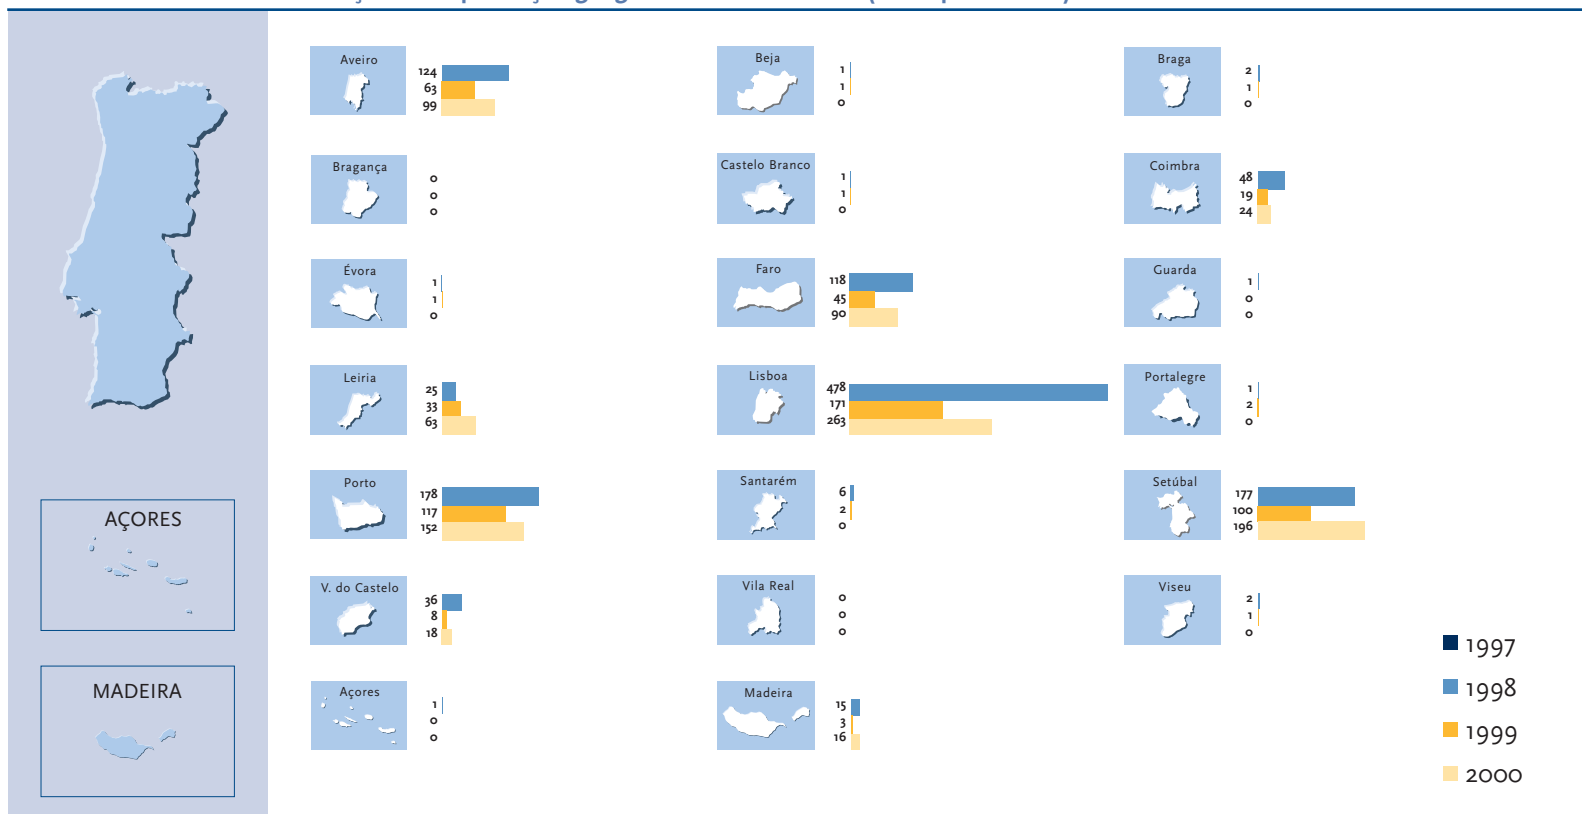 Aveiro
124
63
99
Beja
1
1
0
Braga
2
1
0
Bragança
0
0
0
Castelo Branco
1
1
0
Coimbra
48
19
24
Évora
1
1
0
Faro
118
45
90
Guarda
1
0
0
Leiria
25
33
63
Lisboa
478
171
263
Portalegre
1
2
0
Porto
178
117
152
Santarém
6
2
0
Setúbal
177
100
196
V. do Castelo
36
8
18
Vila Real
0
0
0
Viseu
2
1
0
Açores
1
0
0
Madeira
15
3
16
AÇORES
MADEIRA
1997
1998
1999
2000